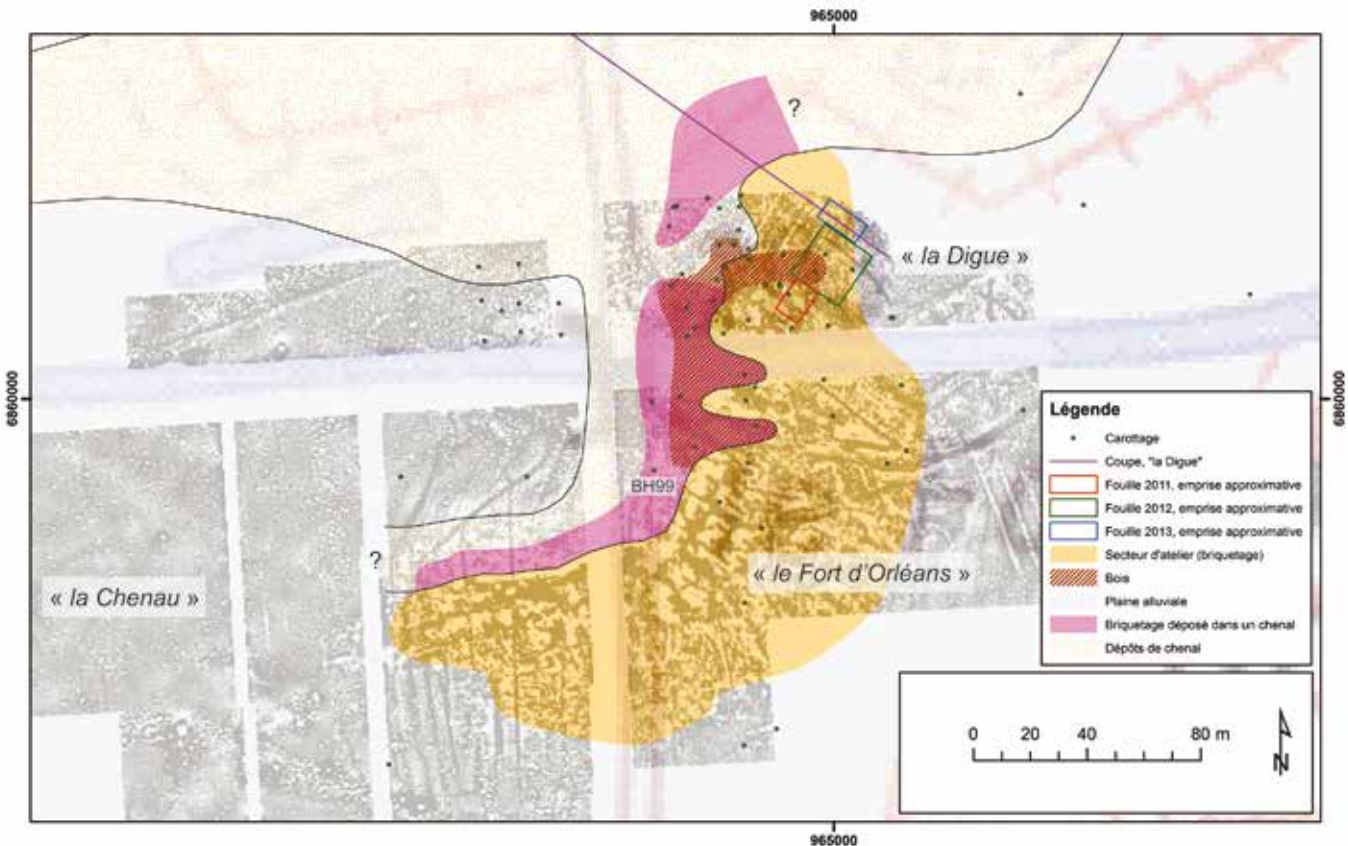 965000
?
« la Digue »
6860000
6860000
BH99
?
« la Chenau »
« le Fort d'Orléans »
Légende
Carottage
Coupe, "la Digue"
Fouille 2011, emprise approximative
Fouille 2012, emprise approximative
Fouille 2013, emprise approximative
Secteur d'atelier (briquetage)
Bois
Plaine alluviale
Briquetage déposé dans un chenal
Dépôts de chenal
0 20 40 80 m
N
965000